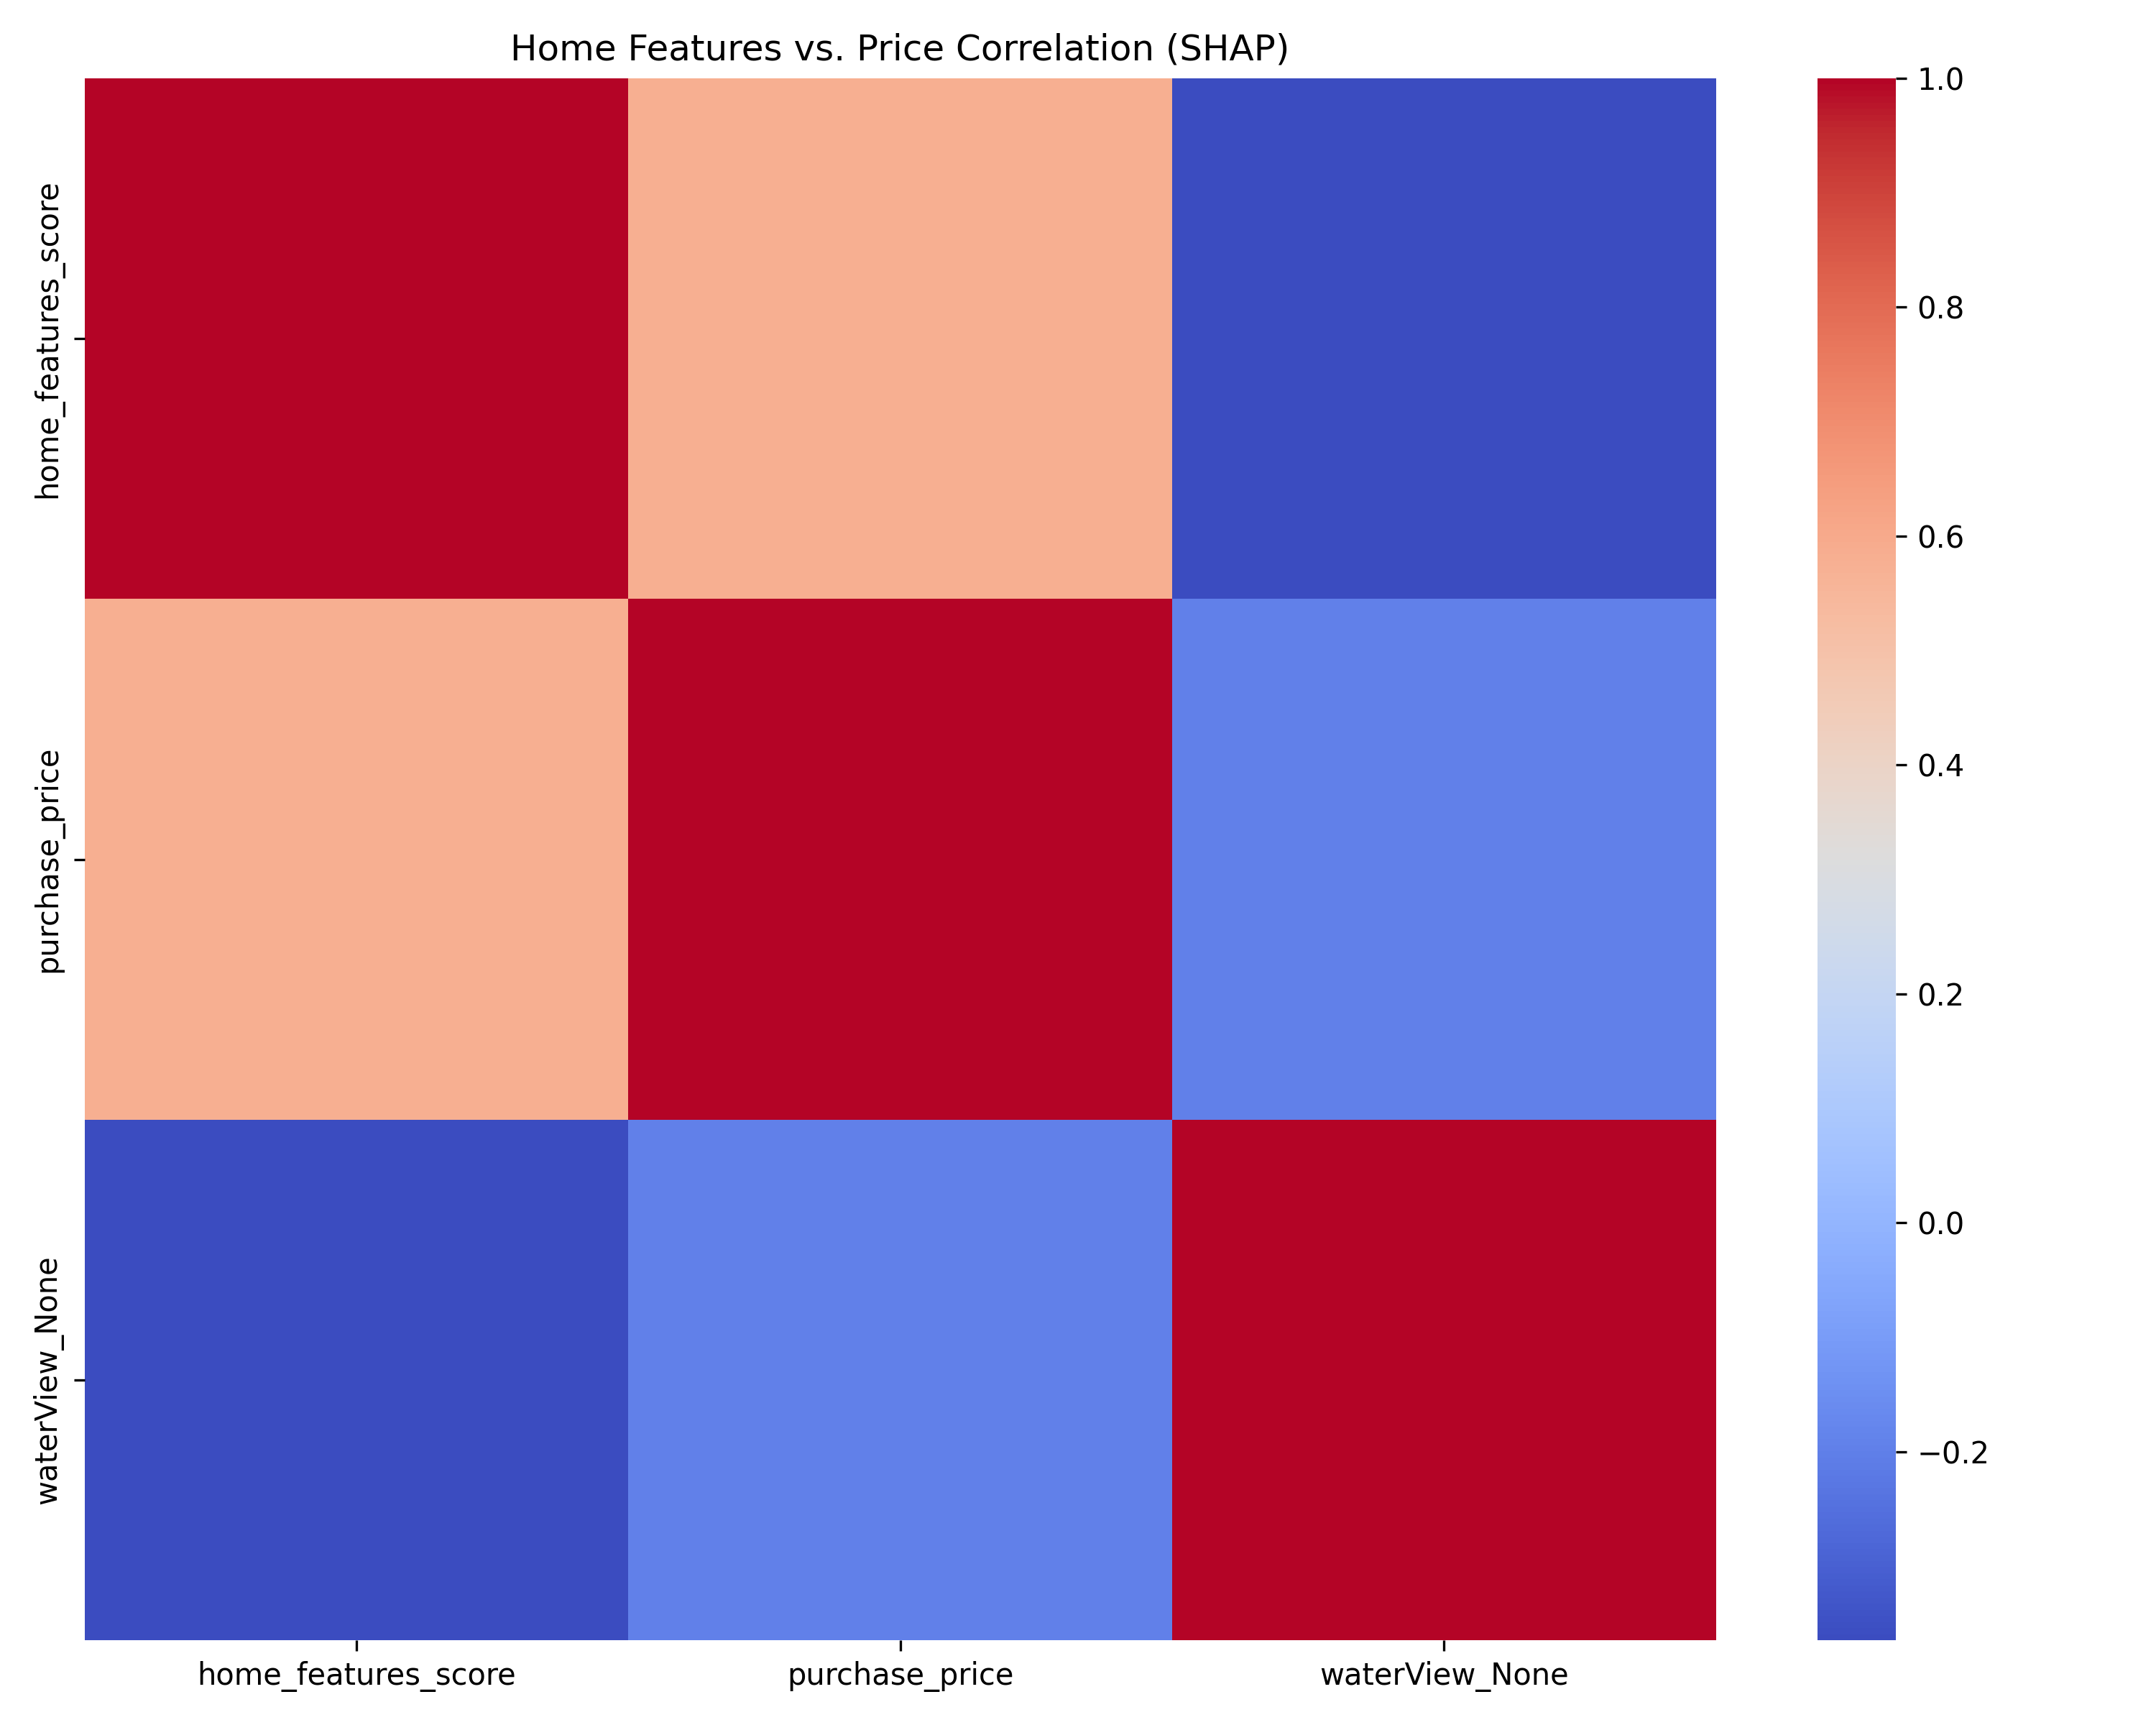 Home Features vs. Price Correlation (SHAP)
home_features_score
purchase_price
waterView_None
home_features_score
purchase_price
waterView_None
1.0
0.8
0.6
0.4
0.2
0.0
−0.2